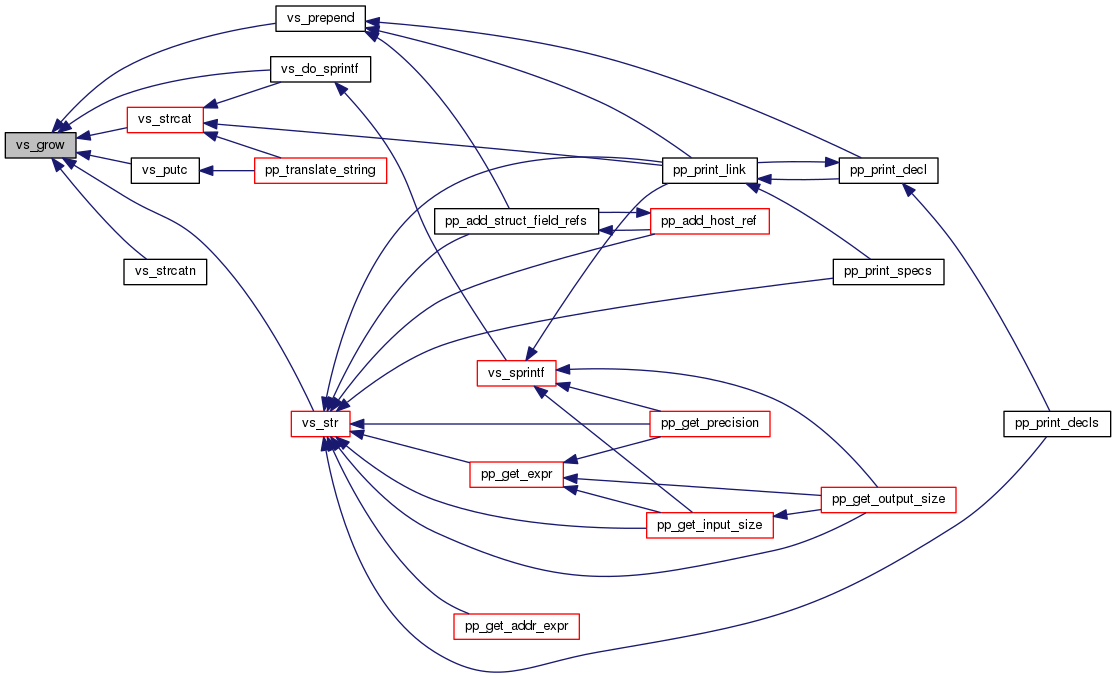 vs_prepend
vs_do_sprintf
vs_strcat
vs_grow
vs_putc
pp_translate_string
pp_print_link
pp_print_decl
pp_add_struct_field_refs
pp_add_host_ref
vs_strcatn
pp_print_specs
vs_sprintf
vs_str
pp_get_precision
pp_print_decls
pp_get_expr
pp_get_output_size
pp_get_input_size
pp_get_addr_expr